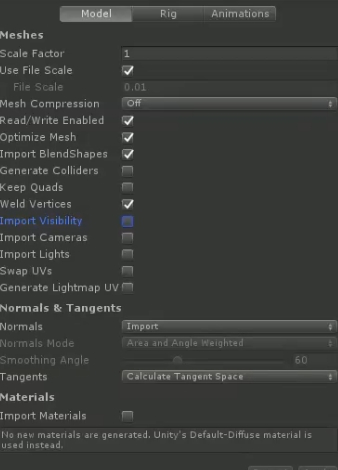 Model Rig Animations
Meshes
Scale Factor 1
Use File Scale
File Scale 0.01
Mesh Compression Off
Read/Write Enabled
Optimize Mesh
Import BlendShapes
Generate Colliders
Keep Quads
Weld Vertices
Import Visibility
Import Cameras
Import Lights
Swap UVs
Generate Lightmap UV
Normals & Tangents
Normals Import
Normals Mode Area and Angle Weighted
Smoothing Angle 60
Tangents Calculate Tangent Space
Materials
Import Materials
No new materials are generated. Unity's Default-Diffuse material is
used instead.